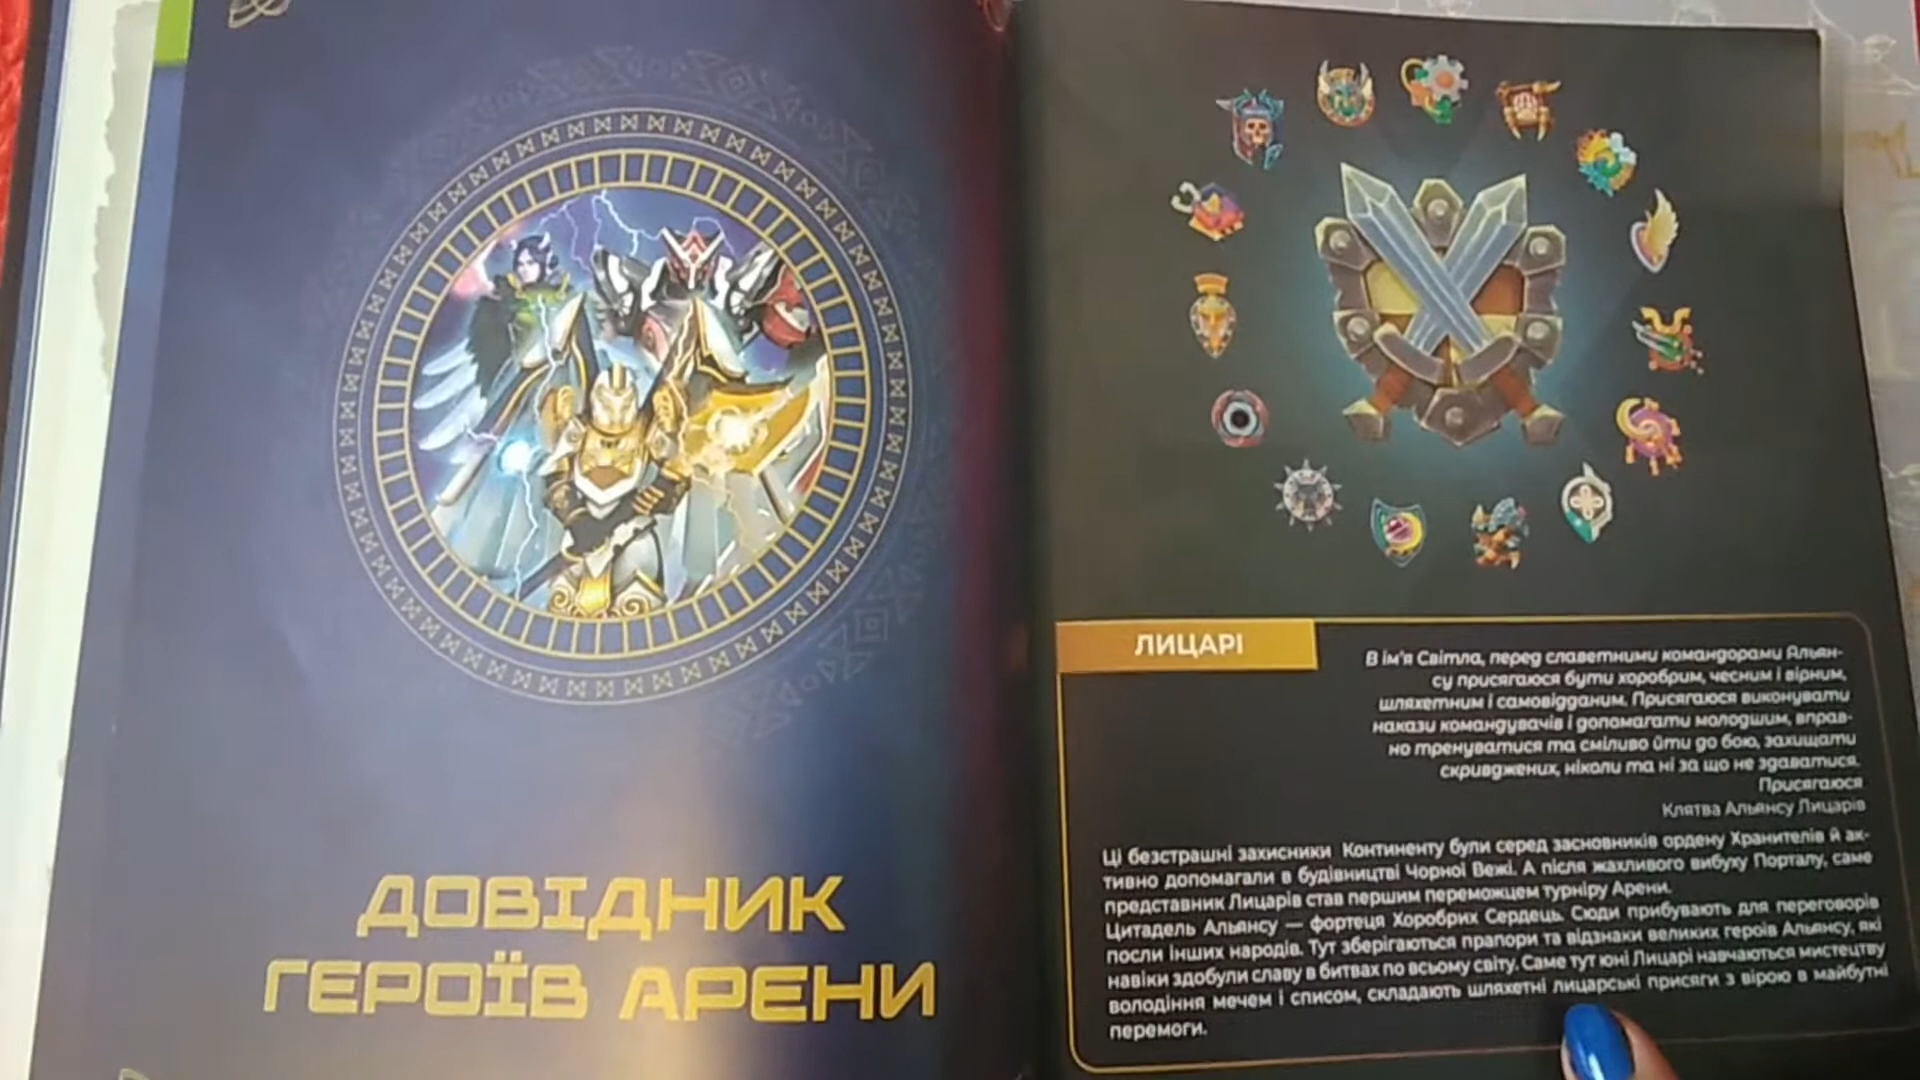 ДОВІДНИК
ГЕРОЇВ АРЕНИ
ЛИЦАРІ
В ім'я Світла, перед славетними командорами Альян-
су присягаюся бути хоробрим, чесним і вірним,
шляхетним і самовідданим. Присягаюся виконувати
накази командувачів і допомагати молодшим, вправ-
но тренуватися та сміливо йти до бою, захищати
скривджених, ніколи та ні за що не здаватися.
Присягаюся
Клятва Альянсу Лицарів
Ці безстрашні захисники Континенту були серед засновників ордену Хранителів й ак-
тивно допомагали в будівництві Чорної Вежі. А після жахливого вибуху Порталу, саме
представник Лицарів став першим переможцем турніру Арени.
Цитадель Альянсу — фортеця Хоробрих Сердець. Сюди прибувають для переговорів
посли інших народів. Тут зберігаються прапори та відзнаки великих героїв Альянсу, які
навіки здобули славу в битвах по всьому світу. Саме тут юні Лицарі навчаються мистецтву
володіння мечем і списом, складають шляхетні лицарські присяги з вірою в майбутні
перемоги.